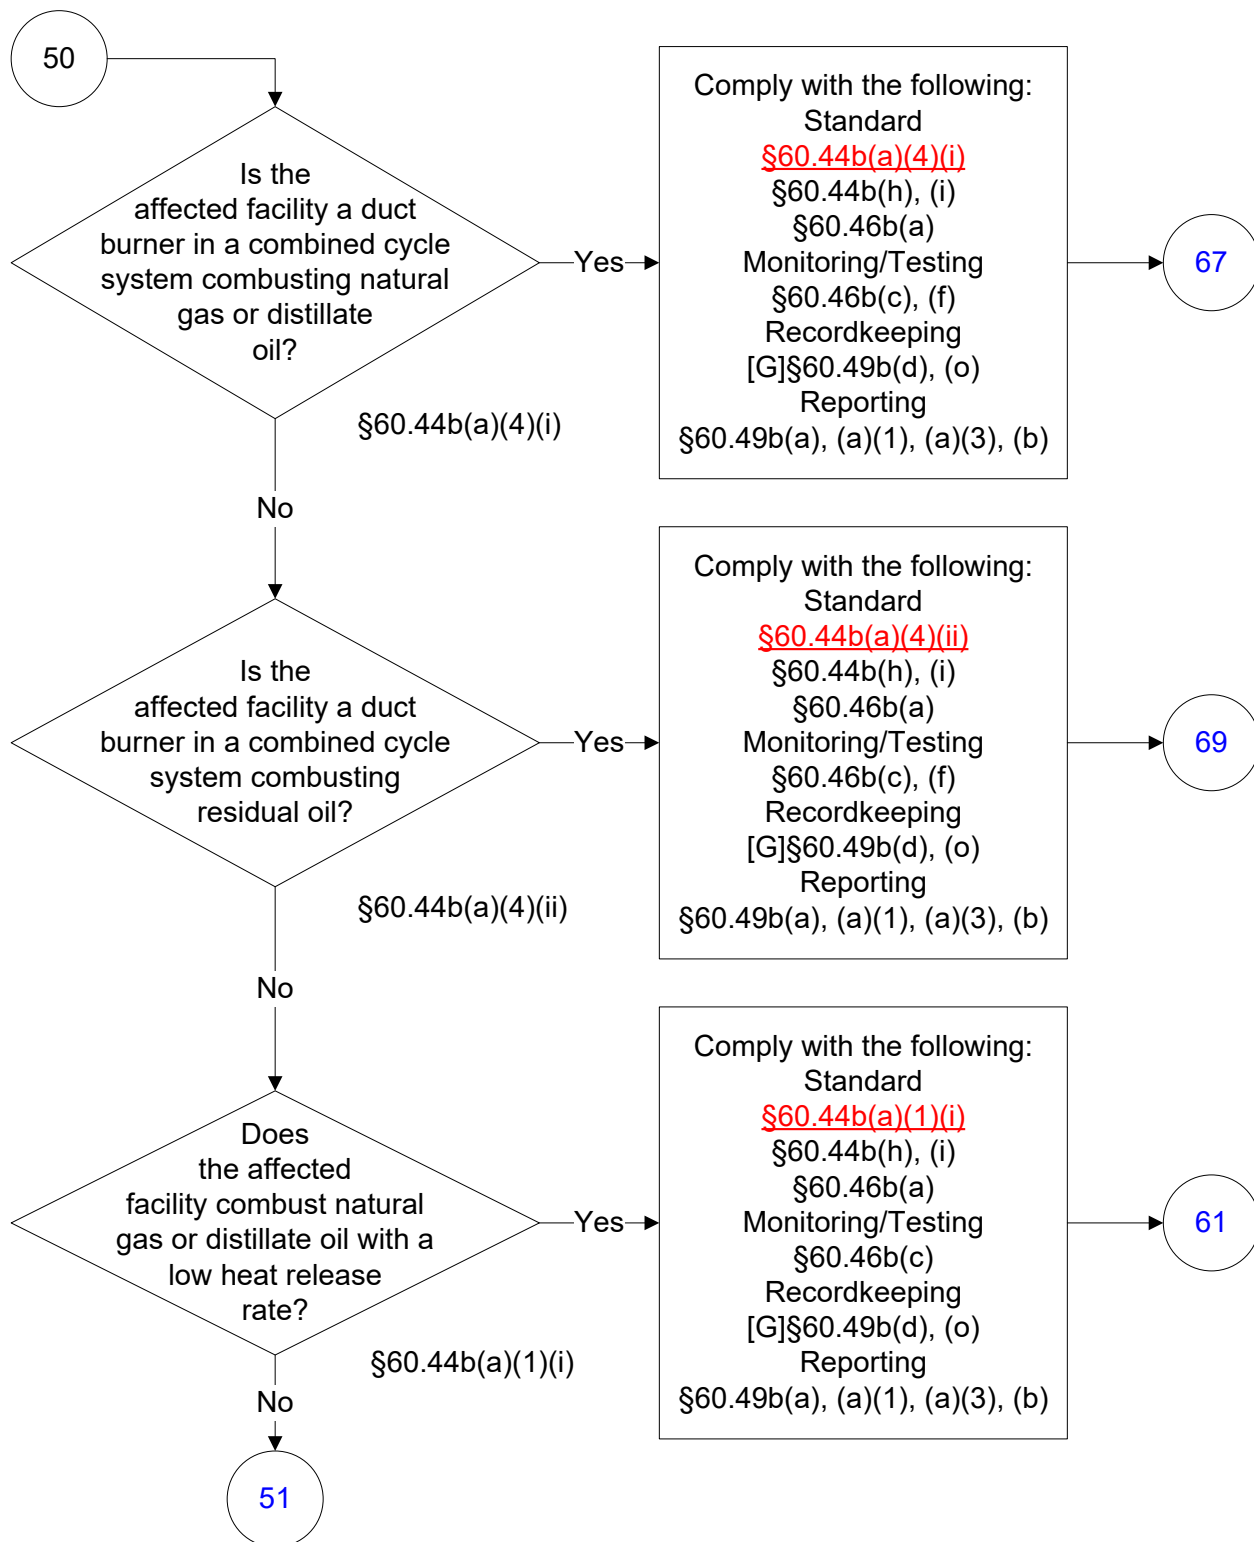 50
Is the
affected facility a duct
burner in a combined cycle
system combusting natural
gas or distillate
oil?
§60.44b(a)(4)(i)
Yes
Comply with the following:
Standard
§60.44b(a)(4)(i)
§60.44b(h), (i)
§60.46b(a)
Monitoring/Testing
§60.46b(c), (f)
Recordkeeping
[G]§60.49b(d), (o)
Reporting
§60.49b(a), (a)(1), (a)(3), (b)
67
No
Is the
affected facility a duct
burner in a combined cycle
system combusting
residual oil?
§60.44b(a)(4)(ii)
Yes
Comply with the following:
Standard
§60.44b(a)(4)(ii)
§60.44b(h), (i)
§60.46b(a)
Monitoring/Testing
§60.46b(c), (f)
Recordkeeping
[G]§60.49b(d), (o)
Reporting
§60.49b(a), (a)(1), (a)(3), (b)
69
No
Does
the affected
facility combust natural
gas or distillate oil with a
low heat release
rate?
§60.44b(a)(1)(i)
Yes
Comply with the following:
Standard
§60.44b(a)(1)(i)
§60.44b(h), (i)
§60.46b(a)
Monitoring/Testing
§60.46b(c)
Recordkeeping
[G]§60.49b(d), (o)
Reporting
§60.49b(a), (a)(1), (a)(3), (b)
61
No
51